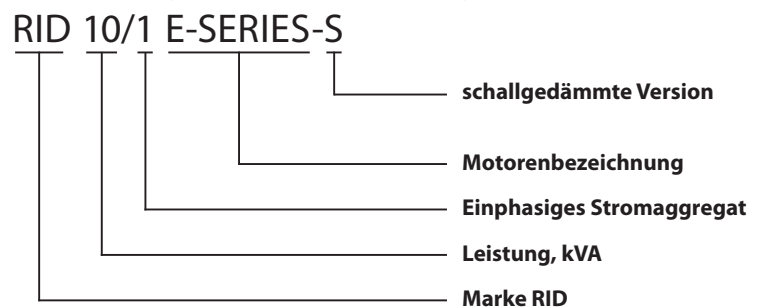 RID 10/1 E-SERIES-S
schallgedämmte Version
Motorenbezeichnung
Einphasiges Stromaggregat
Leistung, kVA
Marke RID